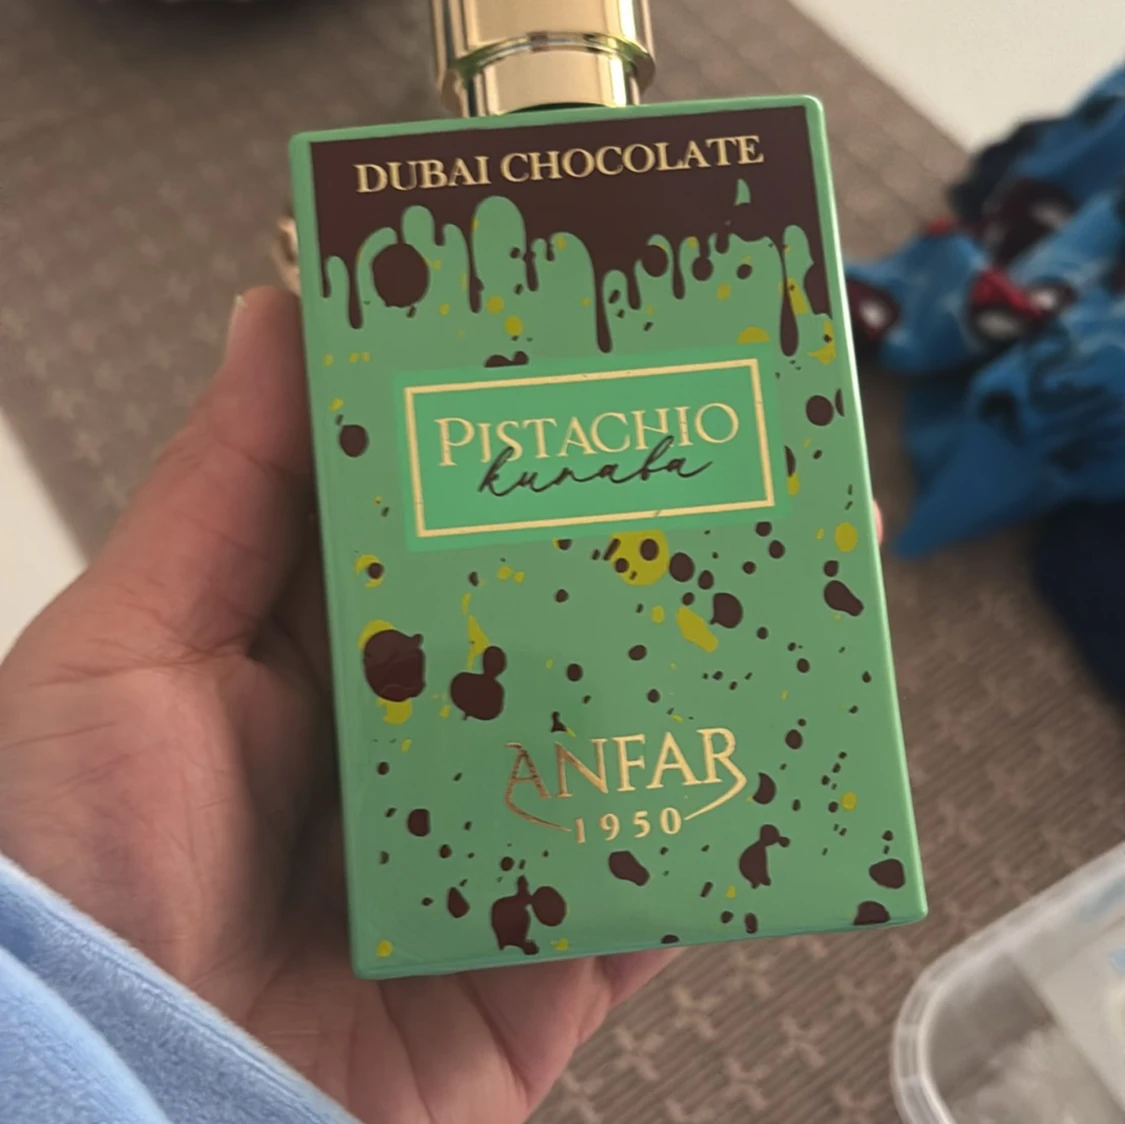 DUBAI CHOCOLATE
PISTACHIO
kunafa
ANFAR
1950